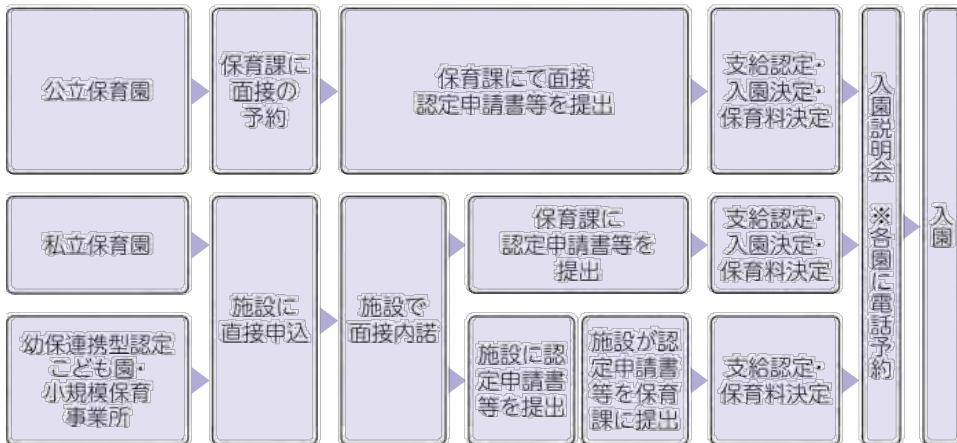 公立保育園
保育課に
面接の
予約
保育課にて面接
認定申請書等を提出
支給認定・
入園決定・
保育料決定
私立保育園
幼保連携型認定
こども園・
小規模保育
事業所
施設に
直接申込
施設で
面接内諾
保育課に
認定申請書等を
提出
支給認定・
入園決定・
保育料決定
施設に認
定申請書
等を提出
施設が認
定申請書
等を保育
課に提出
支給認定・
保育料決定
入園説明会 ※各園に電話予約
入園